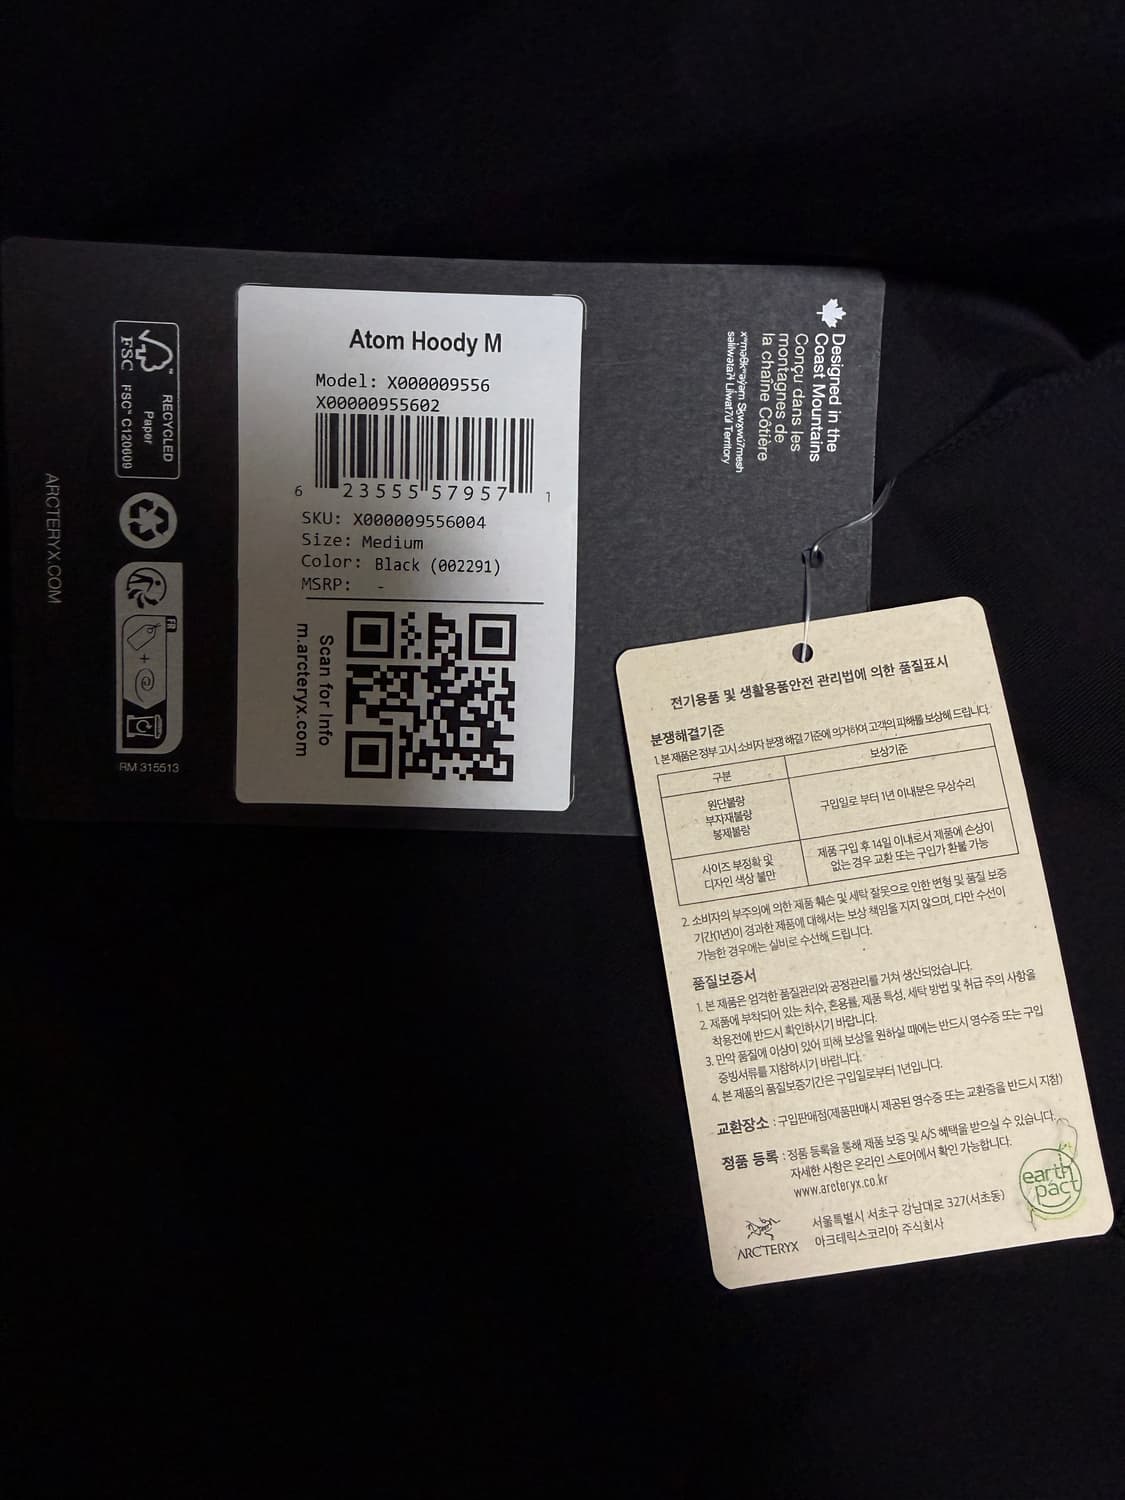 Atom Hoody M
Model: X000009556
X00000955602
6 23555 57957 1
SKU: X000009556004
Size: Medium
Color: Black (002291)
MSRP: -
Scan for Info
m.arcteryx.com
Designed in the
Coast Mountains
Conçu dans les
montagnes de
la chaîne Côtière
Territory
FSC
RECYCLED
Paper
FSC™ C120609
FR
RM 315513
ARCTERYX.COM
전기용품 및 생활용품안전 관리법에 의한 품질표시
분쟁해결기준
1. 본 제품은 정부 고시 소비자 분쟁 해결 기준에 의거하여 고객의 피해를 보상해 드립니다.
구분 보상기준
원단불량
부자재불량
봉제불량
구입일로 부터 1년 이내분은 무상수리
사이즈 부정확 및
디자인 색상 불만
제품 구입 후 14일 이내로서 제품에 손상이
없는 경우 교환 또는 구입가 환불 가능
2. 소비자의 부주의에 의한 제품 훼손 및 세탁 잘못으로 인한 변형 및 품질 보증
기간(1년)이 경과한 제품에 대해서는 보상 책임을 지지 않으며, 다만 수선이
가능한 경우에는 실비로 수선해 드립니다.
품질보증서
1. 본 제품은 엄격한 품질관리와 공정관리를 거쳐 생산되었습니다.
2. 제품에 부착되어 있는 치수, 혼용률, 제품 특성, 세탁 방법 및 취급 주의 사항을
착용전에 반드시 확인하시기 바랍니다.
3. 만약 품질에 이상이 있어 피해 보상을 원하실 때에는 반드시 영수증 또는 구입
증빙서류를 지참하시기 바랍니다.
4. 본 제품의 품질보증기간은 구입일로부터 1년입니다.
교환장소 : 구입판매점(제품판매시 제공된 영수증 또는 교환증을 반드시 지참)
정품 등록 : 정품 등록을 통해 제품 보증 및 A/S 혜택을 받으실 수 있습니다.
자세한 사항은 온라인 스토어에서 확인 가능합니다.
www.arcteryx.co.kr
earth
pact
ARC'TERYX
서울특별시 서초구 강남대로 327(서초동)
아크테릭스코리아 주식회사